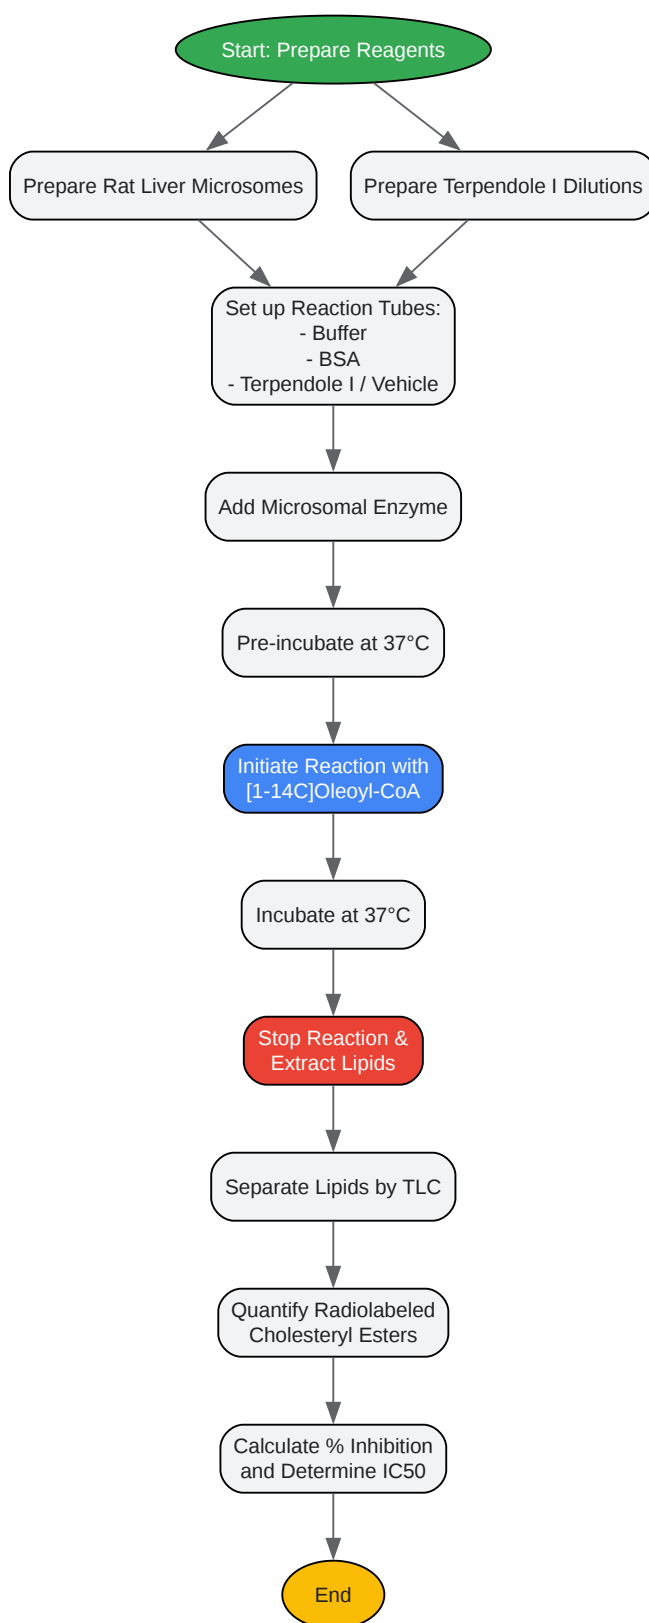 Start: Prepare Reagents
Prepare Rat Liver Microsomes
Prepare Terpendole I Dilutions
Set up Reaction Tubes:
- Buffer
- BSA
- Terpendole I / Vehicle
Add Microsomal Enzyme
Pre-incubate at 37°C
Initiate Reaction with
[1-14C]Oleoyl-CoA
Incubate at 37°C
Stop Reaction &
Extract Lipids
Separate Lipids by TLC
Quantify Radiolabeled
Cholesteryl Esters
Calculate % Inhibition
and Determine IC50
End